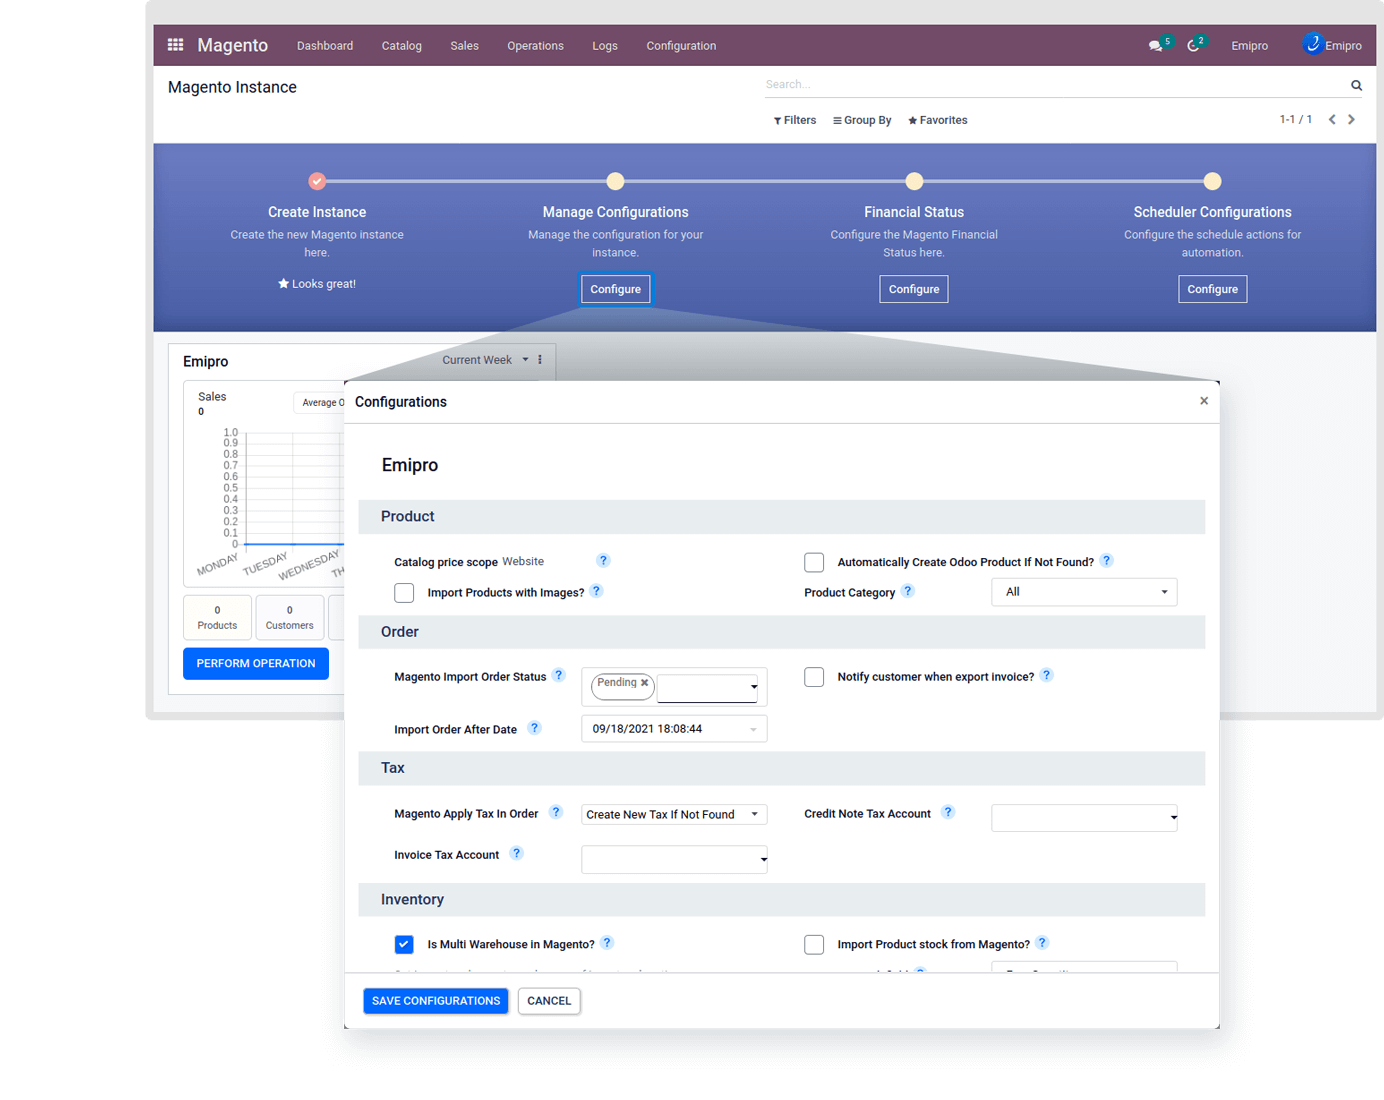 Magento Dashboard Catalog Sales Operations Logs Configuration 5 2 Emipro Emipro
Magento Instance
Search...
Filters Group By Favorites 1-1 / 1
Create Instance
Create the new Magento instance
here.
Looks great!
Manage Configurations
Manage the configuration for your
instance.
Configure
Financial Status
Configure the Magento Financial
Status here.
Configure
Scheduler Configurations
Configure the schedule actions for
automation.
Configure
Emipro Current Week
Sales
0
Average O
1.0
0.9
0.8
0.7
0.6
0.5
0.4
0.3
0.2
0.1
0
MONDAY TUESDAY WEDNESDAY TH
0
Products
0
Customers
PERFORM OPERATION
Configurations ×
Emipro
Product
Catalog price scope Website ? Automatically Create Odoo Product If Not Found? ?
Import Products with Images? ? Product Category ? All
Order
Magento Import Order Status ? Pending Notify customer when export invoice? ?
Import Order After Date ? 09/18/2021 18:08:44
Tax
Magento Apply Tax In Order ? Create New Tax If Not Found Credit Note Tax Account ?
Invoice Tax Account ?
Inventory
Is Multi Warehouse in Magento? ? Import Product stock from Magento? ?
SAVE CONFIGURATIONS CANCEL